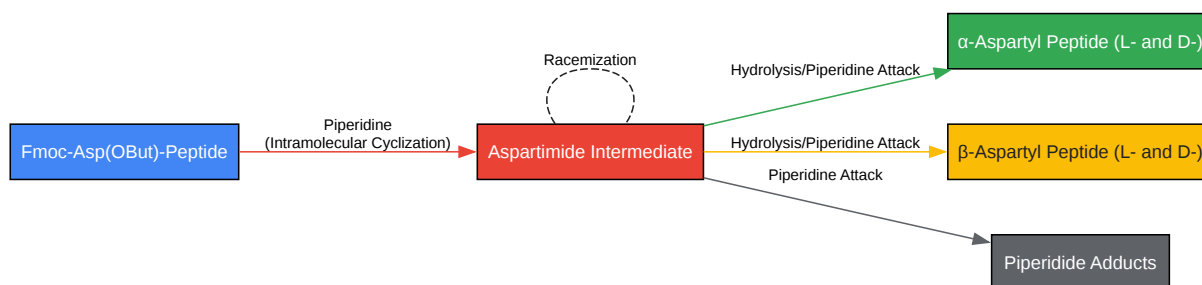 α-Aspartyl Peptide (L- and D-)
Racemization
Hydrolysis/Piperidine Attack
Piperidine
(Intramolecular Cyclization)
Fmoc-Asp(OBut)-Peptide
Aspartimide Intermediate
Hydrolysis/Piperidine Attack
β-Aspartyl Peptide (L- and D-)
Piperidine Attack
Piperidide Adducts